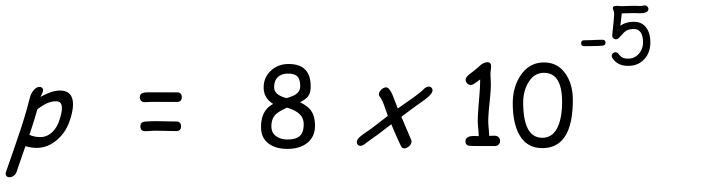 p = 8 x 10⁻⁵